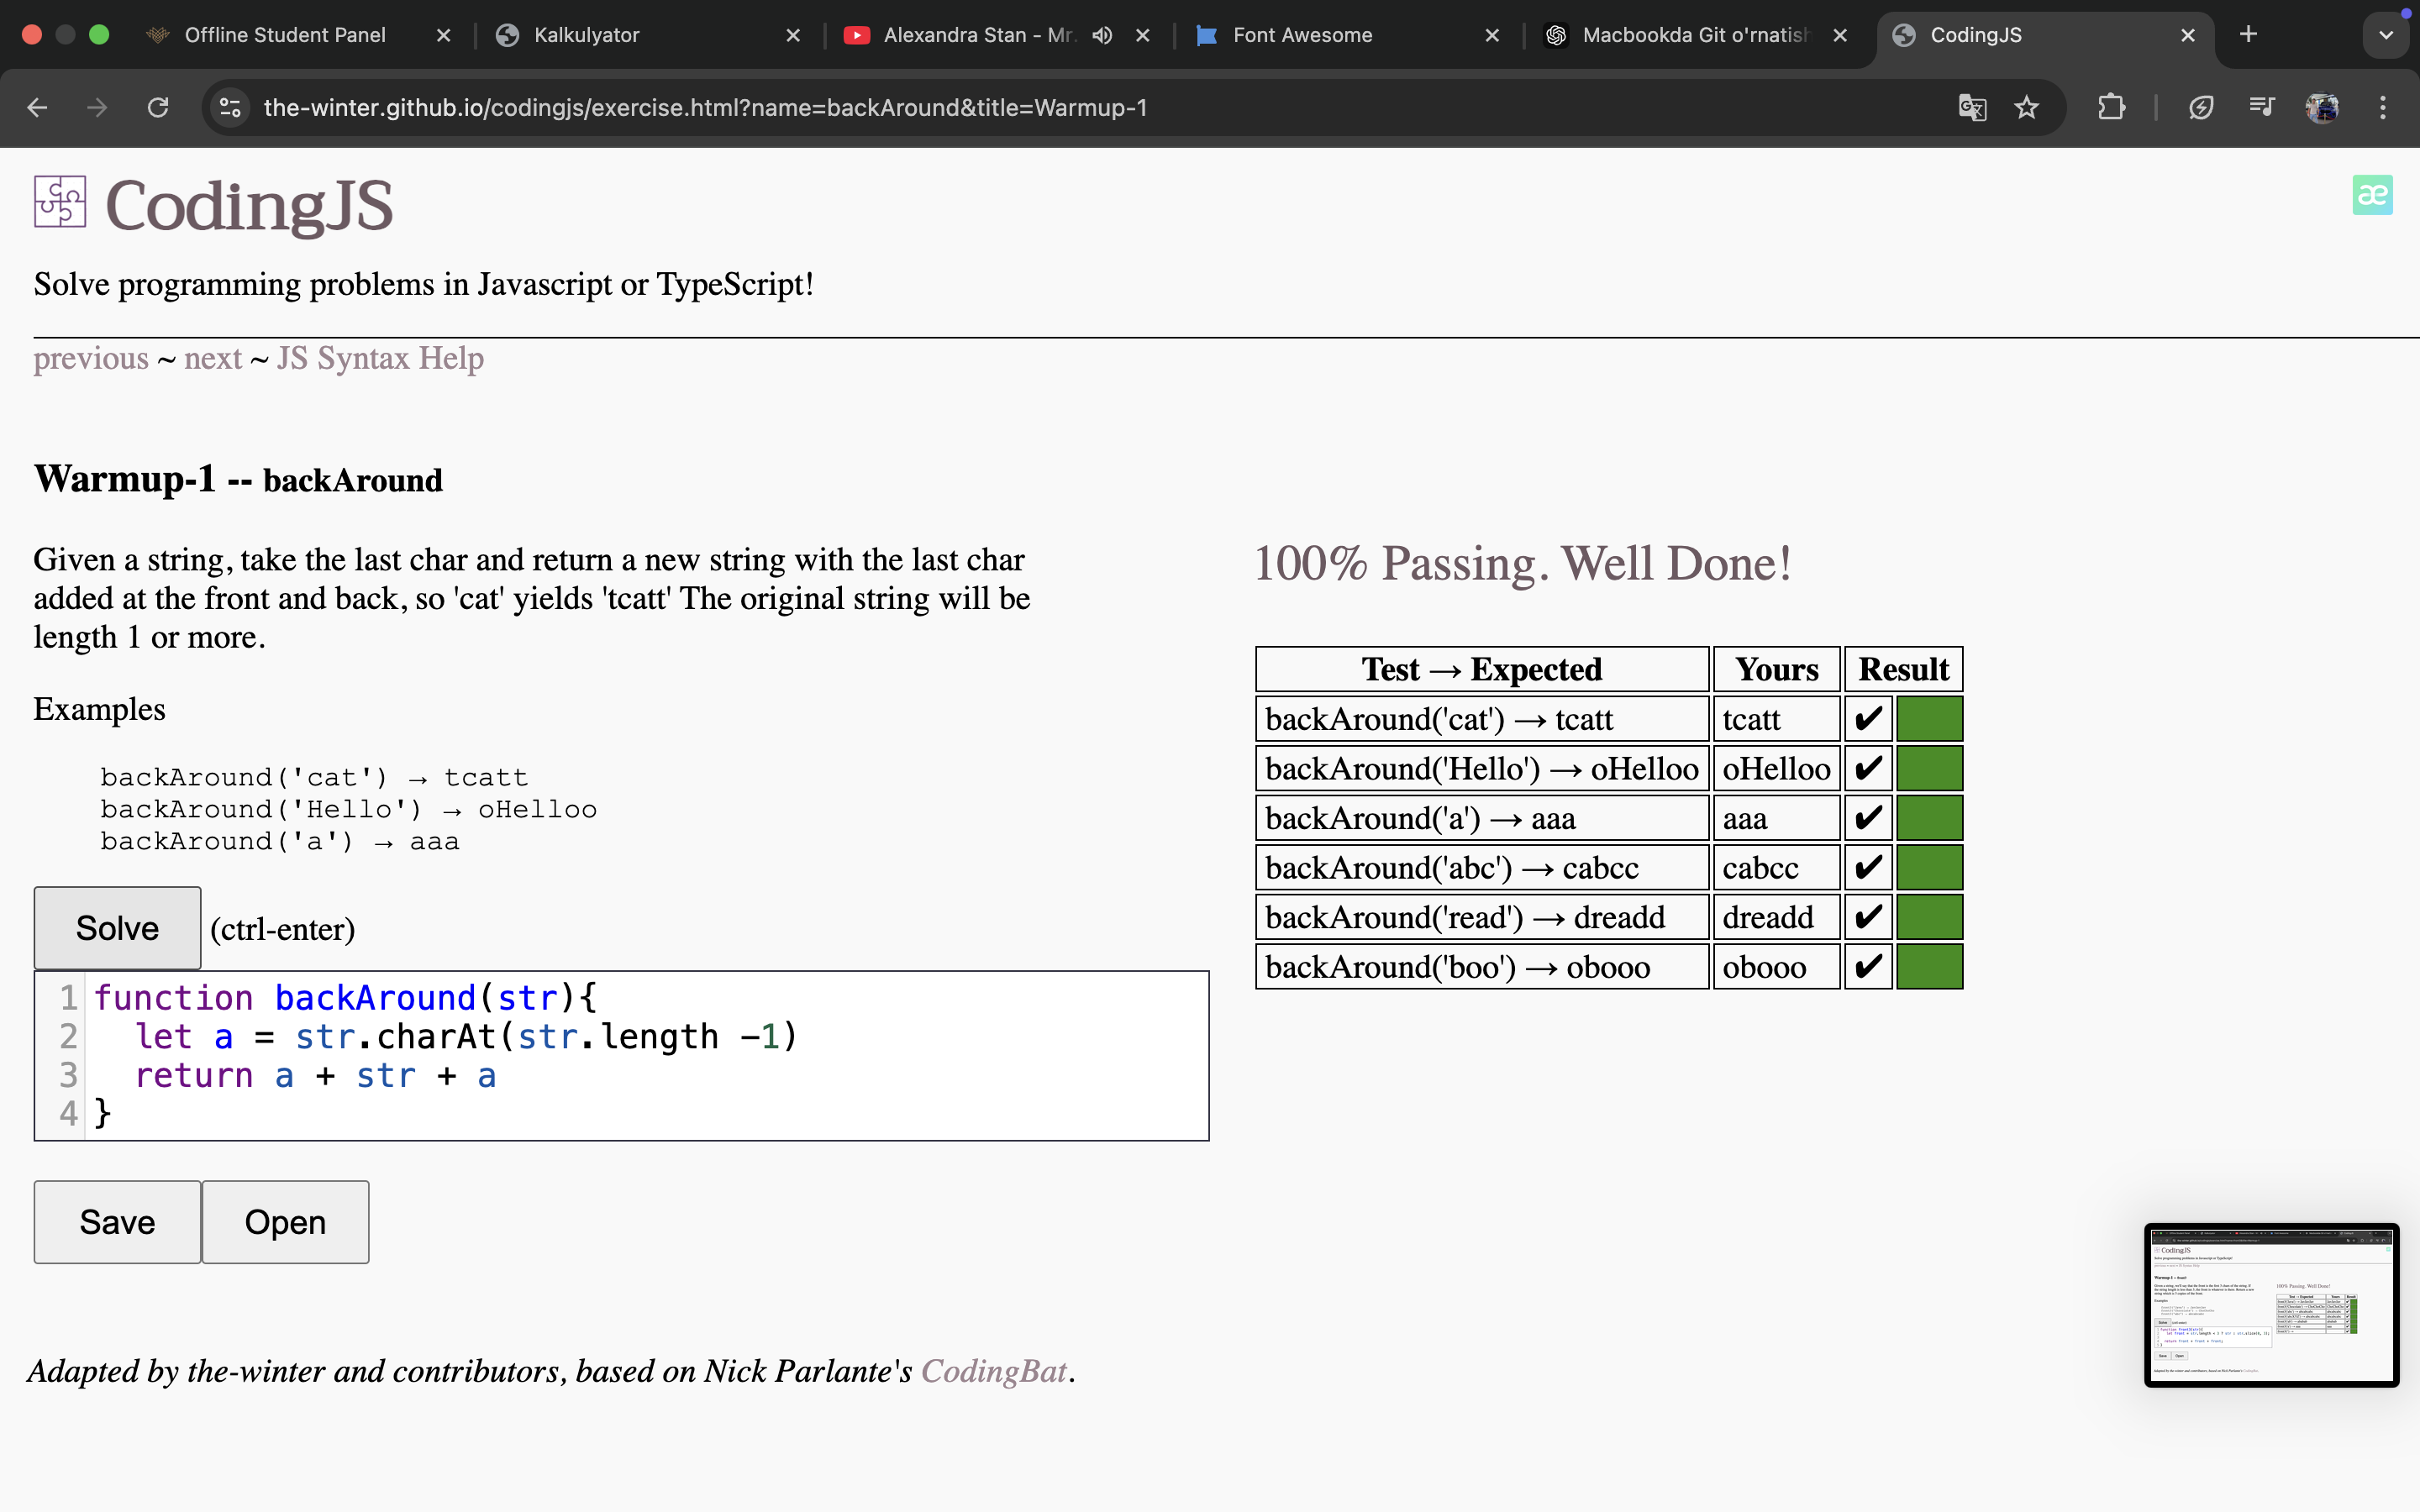 Offline Student Panel
Kalkulyator
Alexandra Stan - Mr.
Font Awesome
Macbookda Git o'rnatish
CodingJS
the-winter.github.io/codingjs/exercise.html?name=backAround&title=Warmup-1
CodingJS
æ
Solve programming problems in Javascript or TypeScript!
previous ~ next ~ JS Syntax Help
Warmup-1 -- backAround
Given a string, take the last char and return a new string with the last char
added at the front and back, so 'cat' yields 'tcatt' The original string will be
length 1 or more.
Examples
backAround('cat') → tcatt
backAround('Hello') → oHelloo
backAround('a') → aaa
Solve (ctrl-enter)
1 function backAround(str){
2 let a = str.charAt(str.length -1)
3 return a + str + a
4 }
Save Open
100% Passing. Well Done!
Test → Expected Yours Result
backAround('cat') → tcatt tcatt ✔
backAround('Hello') → oHelloo oHelloo ✔
backAround('a') → aaa aaa ✔
backAround('abc') → cabcc cabcc ✔
backAround('read') → dreadd dreadd ✔
backAround('boo') → obooo obooo ✔
Adapted by the-winter and contributors, based on Nick Parlante's CodingBat.
CodingJS
100% Passing. Well Done!